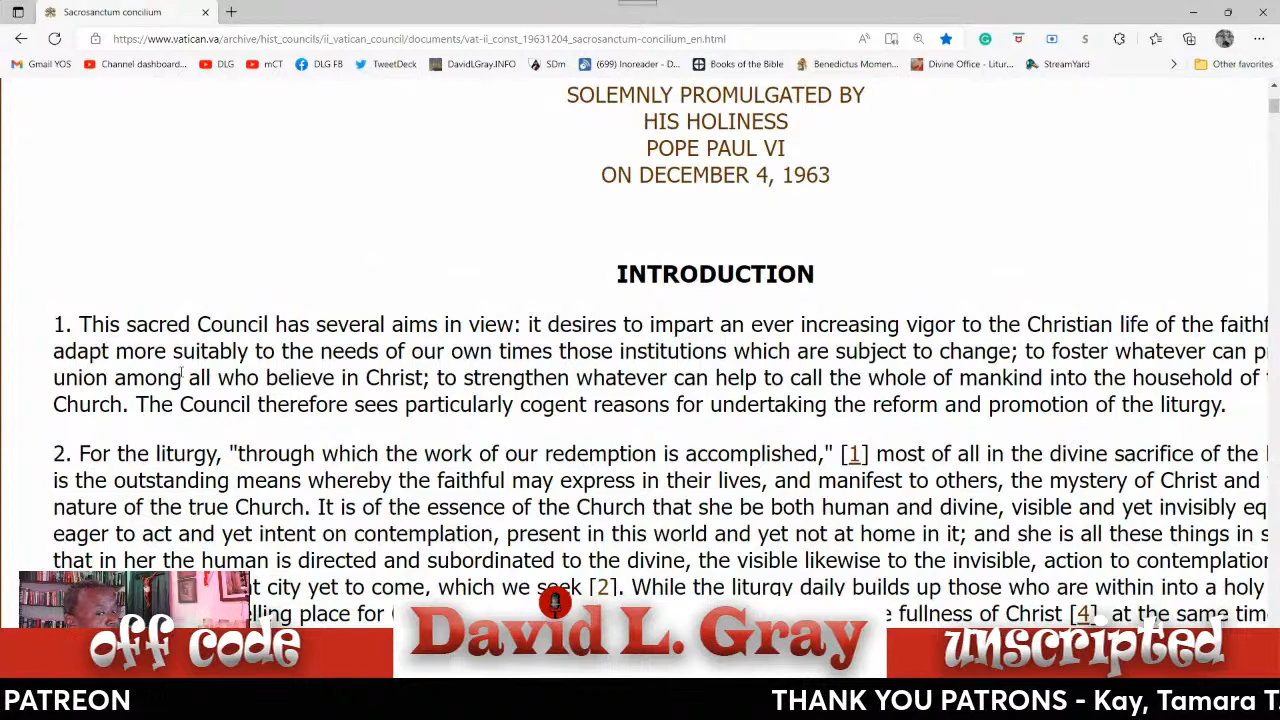 Sacrosanctum concilium
https://www.vatican.va/archive/hist_councils/ii_vatican_council/documents/vat-ii_const_19631204_sacrosanctum-concilium_en.html
Gmail YOS Channel dashboard... DLG mCT DLG FB TweetDeck DavidLGray.INFO SDm (699) Inoreader - D... Books of the Bible Benedictus Momen... Divine Office - Litur... StreamYard Other favorites
SOLEMNLY PROMULGATED BY
HIS HOLINESS
POPE PAUL VI
ON DECEMBER 4, 1963
INTRODUCTION
1. This sacred Council has several aims in view: it desires to impart an ever increasing vigor to the Christian life of the faithf
adapt more suitably to the needs of our own times those institutions which are subject to change; to foster whatever can p
union among all who believe in Christ; to strengthen whatever can help to call the whole of mankind into the household of t
Church. The Council therefore sees particularly cogent reasons for undertaking the reform and promotion of the liturgy.
2. For the liturgy, "through which the work of our redemption is accomplished," [1] most of all in the divine sacrifice of the
is the outstanding means whereby the faithful may express in their lives, and manifest to others, the mystery of Christ and
nature of the true Church. It is of the essence of the Church that she be both human and divine, visible and yet invisibly eq
eager to act and yet intent on contemplation, present in this world and yet not at home in it; and she is all these things in s
that in her the human is directed and subordinated to the divine, the visible likewise to the invisible, action to contemplation
t city yet to come, which we seek [2]. While the liturgy daily builds up those who are within into a holy
lling place for e fullness of Christ [4], at the same time
off code
David L. Gray
unscripted
PATREON THANK YOU PATRONS - Kay, Tamara T.